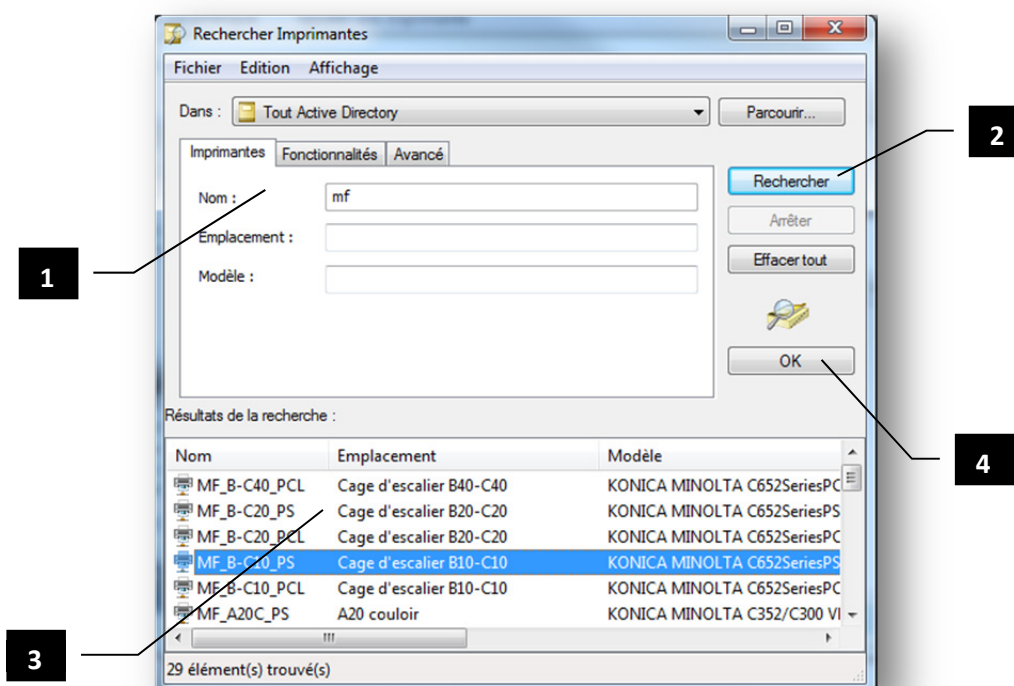 Rechercher Imprimantes
Fichier Edition Affichage
Dans : Tout Active Directory Parcourir...
2
Imprimantes Fonctionnalités Avancé
Rechercher
Nom : mf
Arrêter
Emplacement :
Effacer tout
1
Modèle :
OK
Résultats de la recherche :
4
Nom Emplacement Modèle
MF_B-C40_PCL Cage d'escalier B40-C40 KONICA MINOLTA C652SeriesPC
MF_B-C20_PS Cage d'escalier B20-C20 KONICA MINOLTA C652SeriesPS
MF_B-C20_PCL Cage d'escalier B20-C20 KONICA MINOLTA C652SeriesPC
MF_B-C10_PS Cage d'escalier B10-C10 KONICA MINOLTA C652SeriesPS
MF_B-C10_PCL Cage d'escalier B10-C10 KONICA MINOLTA C652SeriesPC
MF_A20C_PS A20 couloir KONICA MINOLTA C352/C300 VI
3
29 élément(s) trouvé(s)